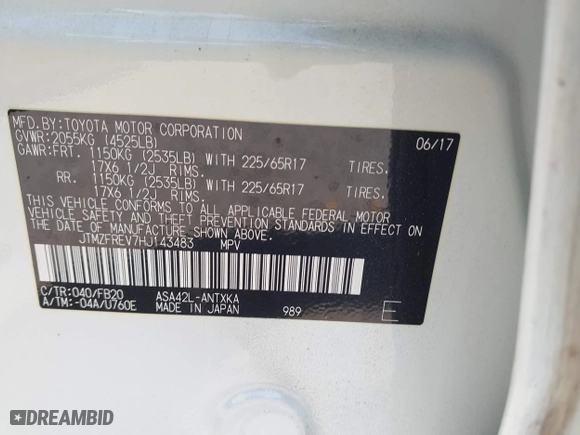 MFD.BY:TOYOTA MOTOR CORPORATION 06/17
GVWR:2055KG (4525LB)
GAWR:FRT. 1150KG (2535LB) WITH 225/65R17 TIRES.
17X6 1/2J RIMS.
RR. 1150KG (2535LB) WITH 225/65R17 TIRES.
17X6 1/2J RIMS.
THIS VEHICLE CONFORMS TO ALL APPLICABLE FEDERAL MOTOR
VEHICLE SAFETY, BUMPER, AND THEFT PREVENTION STANDARDS IN EFFECT
ON THE DATE OF MANUFACTURE SHOWN ABOVE.
JTMZFREV7HJ143483 MPV
C/TR:040/FB20 ASA42L-ANTXKA
A/TM:-04A/U760E MADE IN JAPAN 989 E
DREAMBID